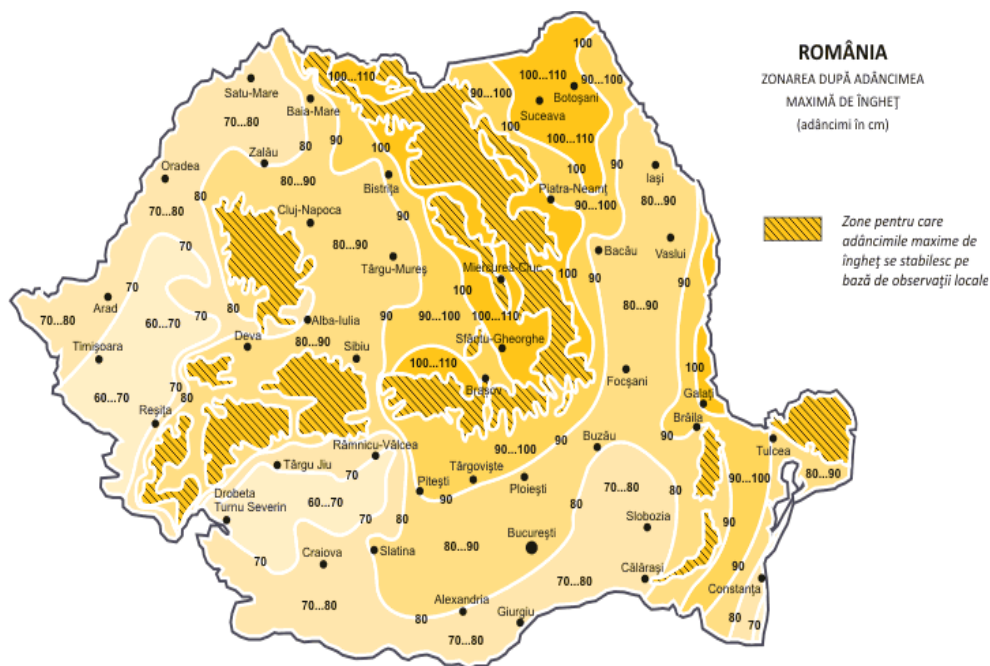 ROMÂNIA
ZONAREA DUPĂ ADÂNCIMEA
MAXIMĂ DE ÎNGHEŢ
(adâncimi în cm)
Zone pentru care
adâncimile maxime de
îngheț se stabilesc pe
bază de observații locale
100
100...110
90...100
100...110
90...100
Satu-Mare
Botoșani
Suceava
Baia-Mare
70...80
80
90
100
100
100...110
Zalău
Oradea
80
100
90
Iași
80...90
Bistrița
80...90
Piatra-Neamț
90...100
70...80
Cluj-Napoca
90
70
80...90
Târgu-Mureș
Bacău
Vaslui
100
Miercurea-Ciuc
90
70
100
80...90
Arad
70...80
60...70
70
80
Alba-Iulia
90
90...100
100...110
Timișoara
Deva
80...90
Sfântu-Gheorghe
Sibiu
100...110
100
Focșani
70
80
Brașov
60...70
Galați
Reșița
Brăila
90
Râmnicu-Vâlcea
90
Buzău
90...100
Tulcea
Târgu Jiu
70
Târgoviște
80...90
Pitești
Ploiești
90...100
80
60...70
90
70...80
80
Drobeta
Turnu Severin
70
80
Slobozia
90
București
Slatina
80...90
70
Craiova
Călărași
90
70...80
Constanța
70...80
Alexandria
80
Giurgiu
80
70
70...80